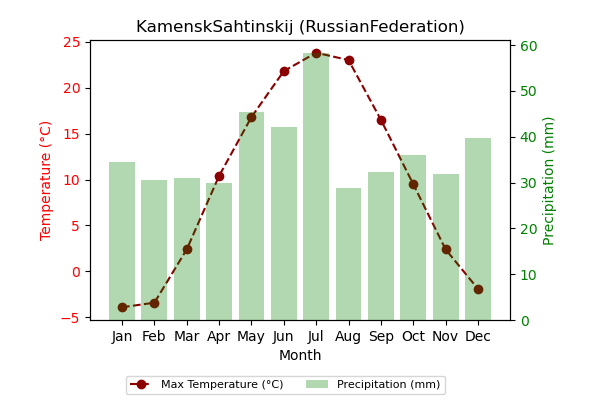 KamenskSahtinskij (RussianFederation)
Temperature (°C)
25
20
15
10
5
0
−5
60
50
40
30
20
10
0
Precipitation (mm)
Jan Feb Mar Apr May Jun Jul Aug Sep Oct Nov Dec
Month
Max Temperature (°C) Precipitation (mm)